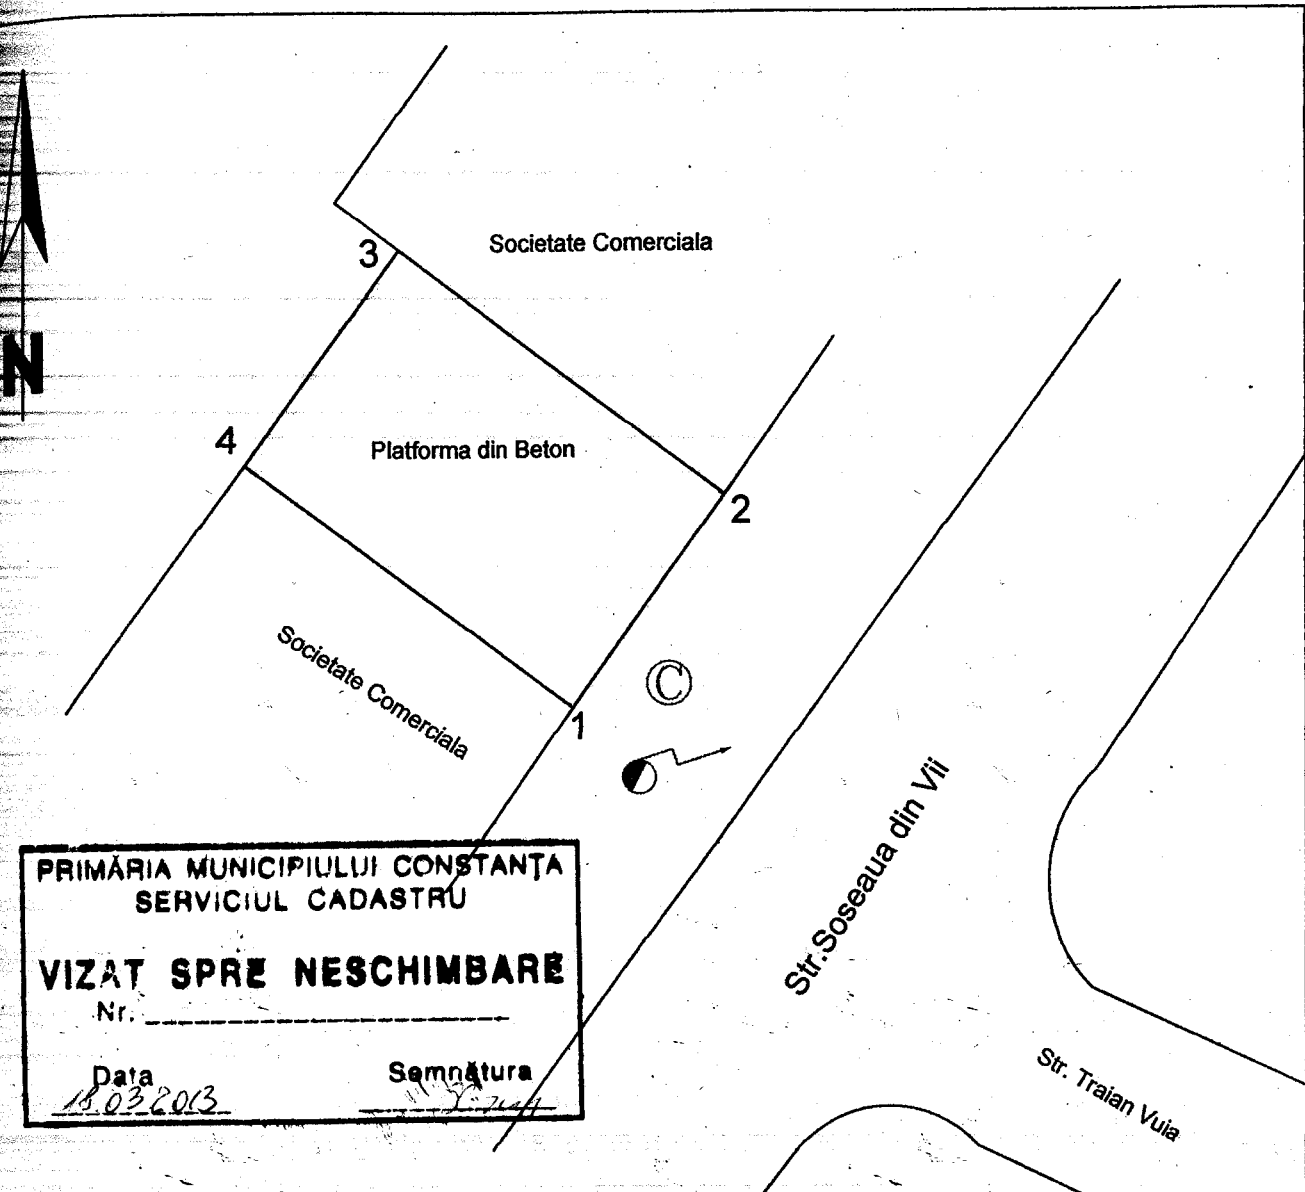 3
Societate Comerciala
N
4
Platforma din Beton
2
Societate Comerciala
C
1
Str.Soseaua din Vii
PRIMĂRIA MUNICIPIULUI CONSTANȚA
SERVICIUL CADASTRU
VIZAT SPRE NESCHIMBARE
Nr.
Data
Semnătura
18.03.2013
Str. Traian Vuia